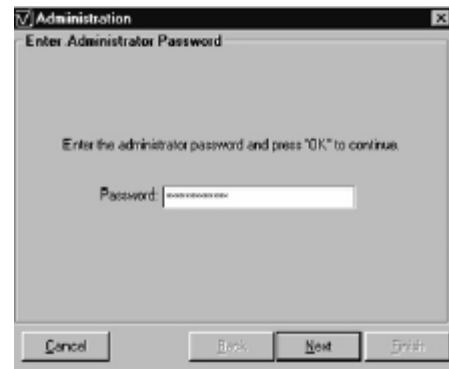 Administration
Enter Administrator Password
Enter the administrator password and press "OK" to continue.
Password:
Cancel
Back
Next
Finish